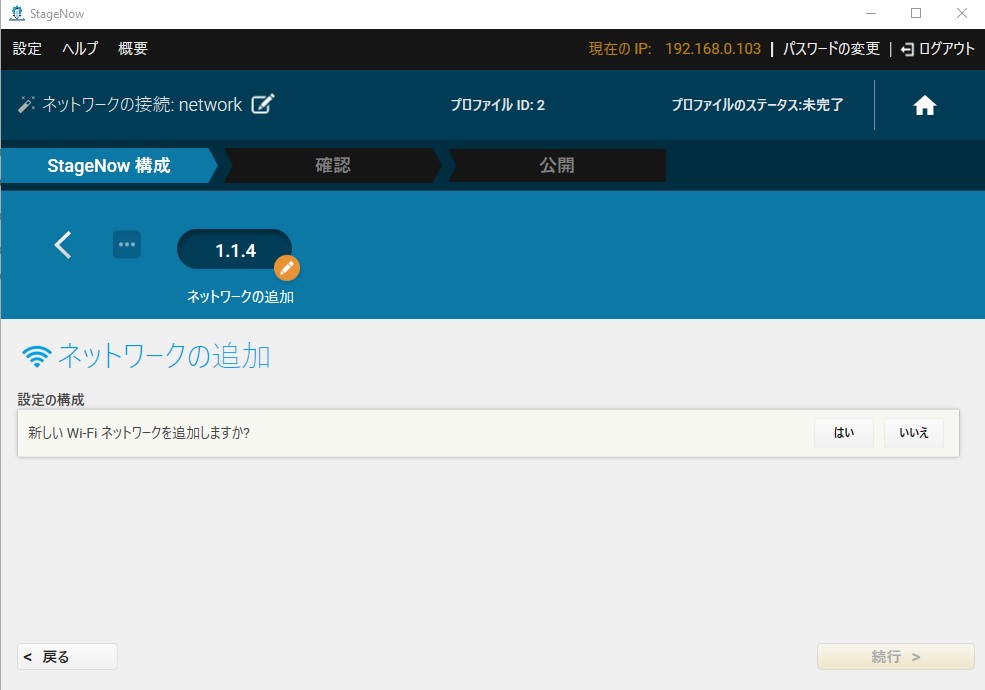 StageNow
設定 ヘルプ 概要 現在の IP: 192.168.0.103 | パスワードの変更 | ログアウト
ネットワークの接続: network プロファイル ID: 2 プロファイルのステータス:未完了
StageNow 構成 確認 公開
1.1.4
ネットワークの追加
ネットワークの追加
設定の構成
新しい Wi-Fi ネットワークを追加しますか? はい いいえ
< 戻る 続行 >